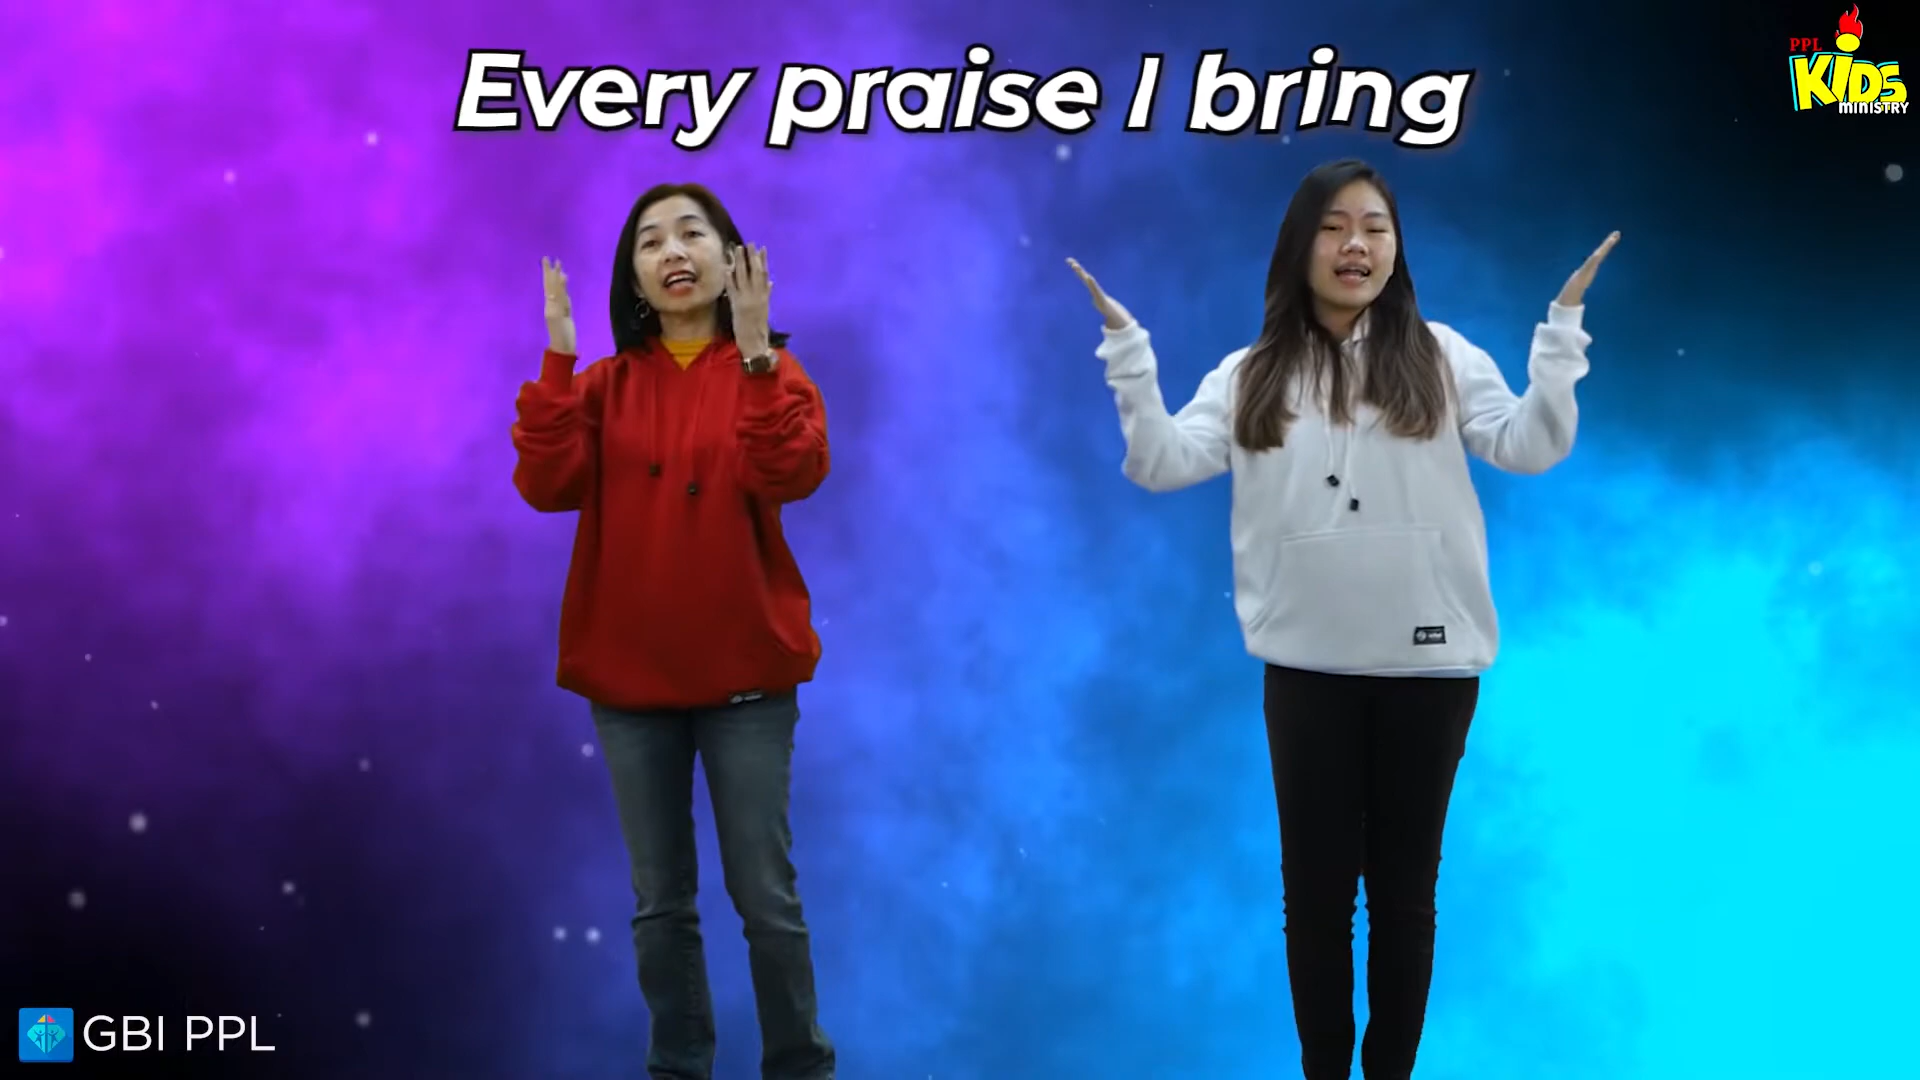 Every praise I bring
PPL
KIDS
MINISTRY
GBI PPL